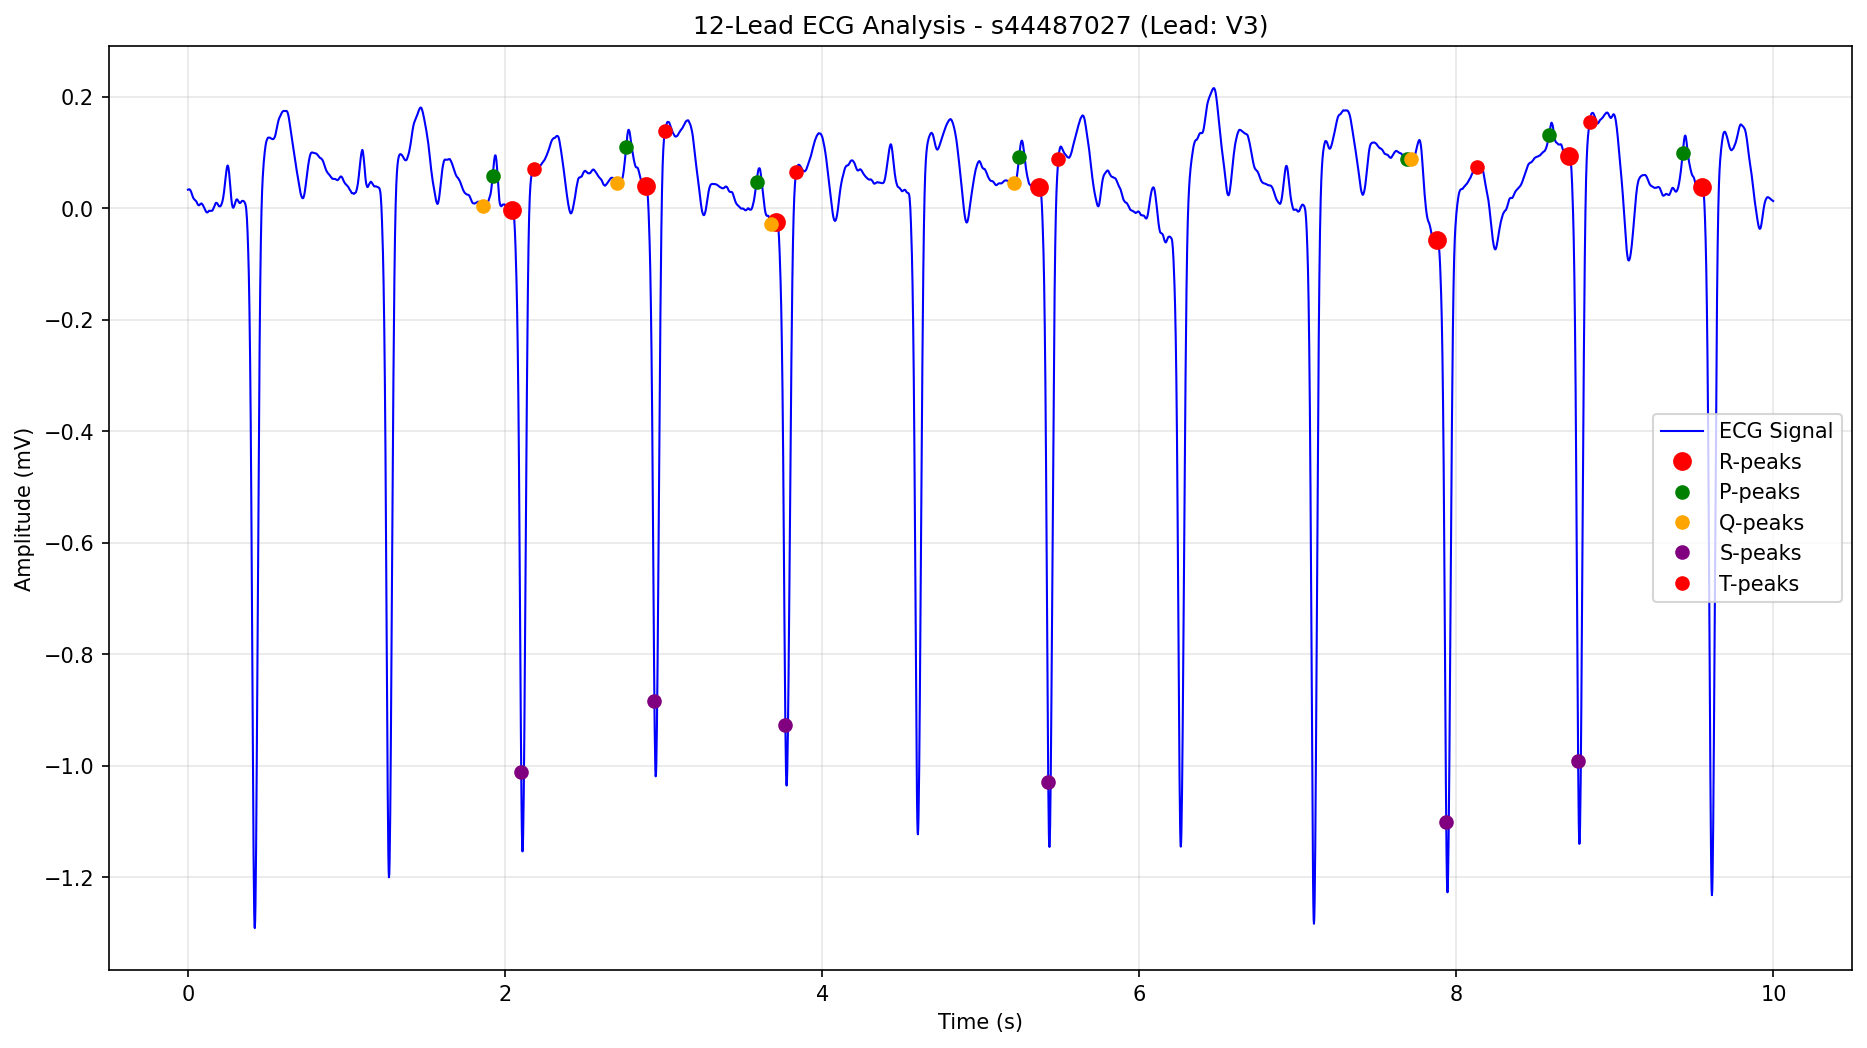 12-Lead ECG Analysis - s44487027 (Lead: V3)
0.2
0.0
−0.2
−0.4
−0.6
−0.8
−1.0
−1.2
Amplitude (mV)
ECG Signal
R-peaks
P-peaks
Q-peaks
S-peaks
T-peaks
0 2 4 6 8 10
Time (s)